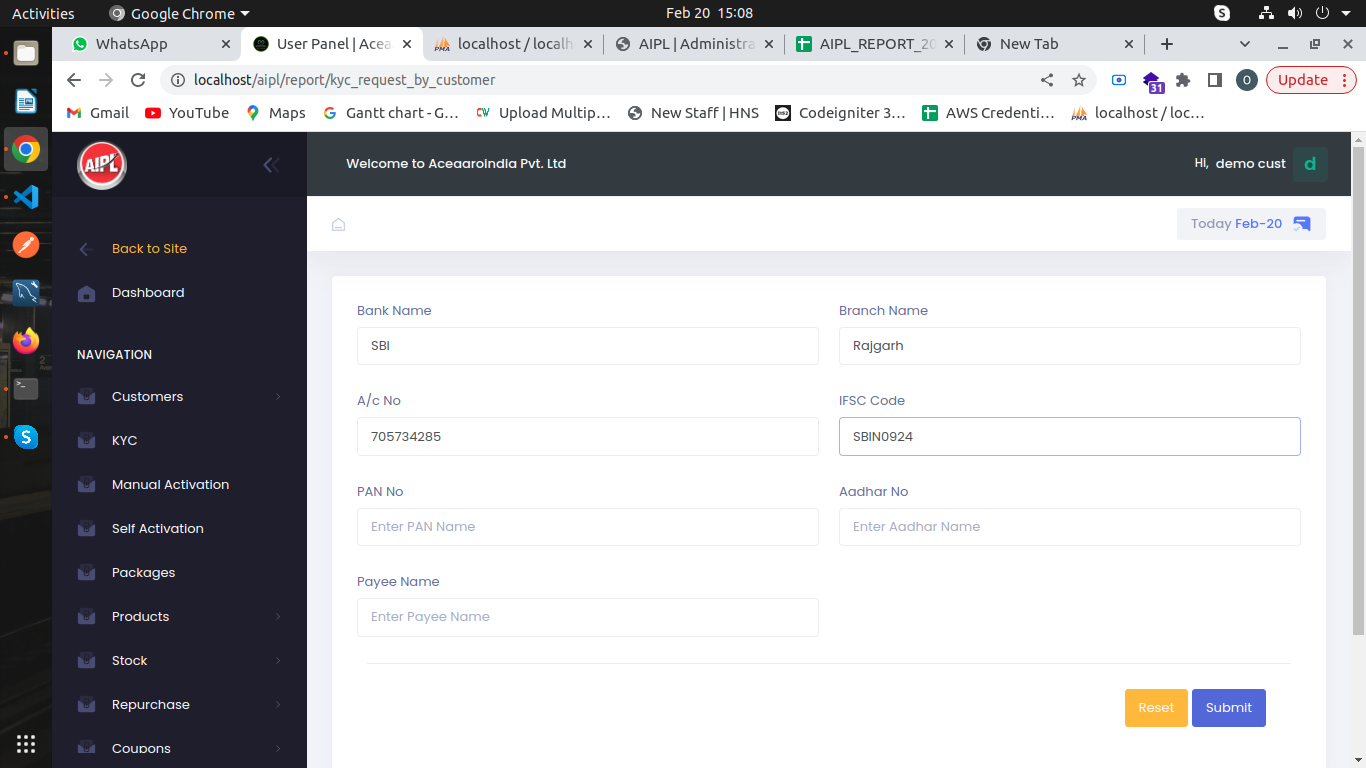 Activities Google Chrome Feb 20 15:08
WhatsApp User Panel | Acea localhost / localh AIPL | Administra AIPL_REPORT_20 New Tab
localhost/aipl/report/kyc_request_by_customer 31 O Update
Gmail YouTube Maps Gantt chart - G... Upload Multip... New Staff | HNS Codeigniter 3... AWS Credenti... localhost / loc...
AIPL Welcome to AceaaroIndia Pvt. Ltd HI, demo cust d
Today Feb-20
Back to Site
Dashboard
NAVIGATION
Customers
KYC
Manual Activation
Self Activation
Packages
Products
Stock
Repurchase
Coupons
Bank Name Branch Name
SBI Rajgarh
A/c No IFSC Code
705734285 SBIN0924
PAN No Aadhar No
Enter PAN Name Enter Aadhar Name
Payee Name
Enter Payee Name
Reset Submit